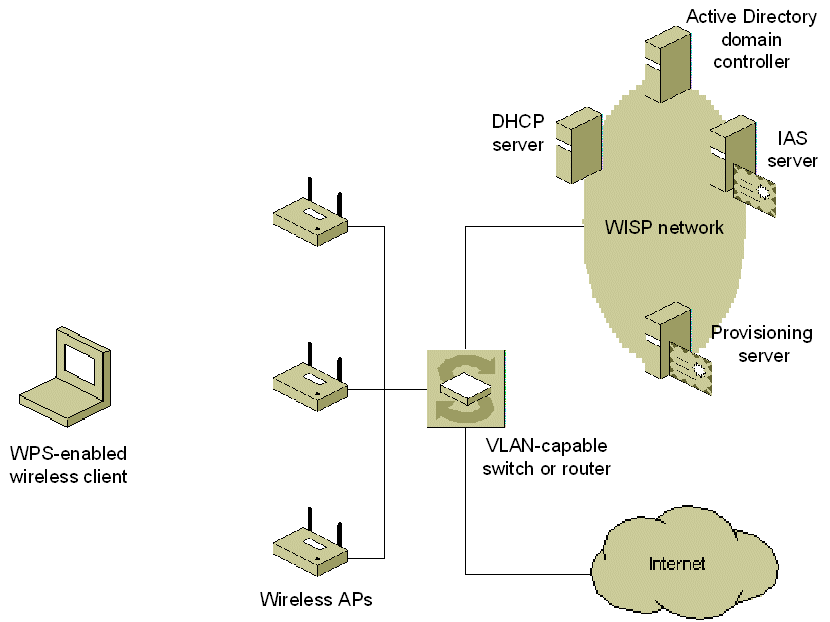 Active Directory
domain
controller
DHCP
server
IAS
server
WISP network
Provisioning
server
WPS-enabled
wireless client
VLAN-capable
switch or router
Internet
Wireless APs